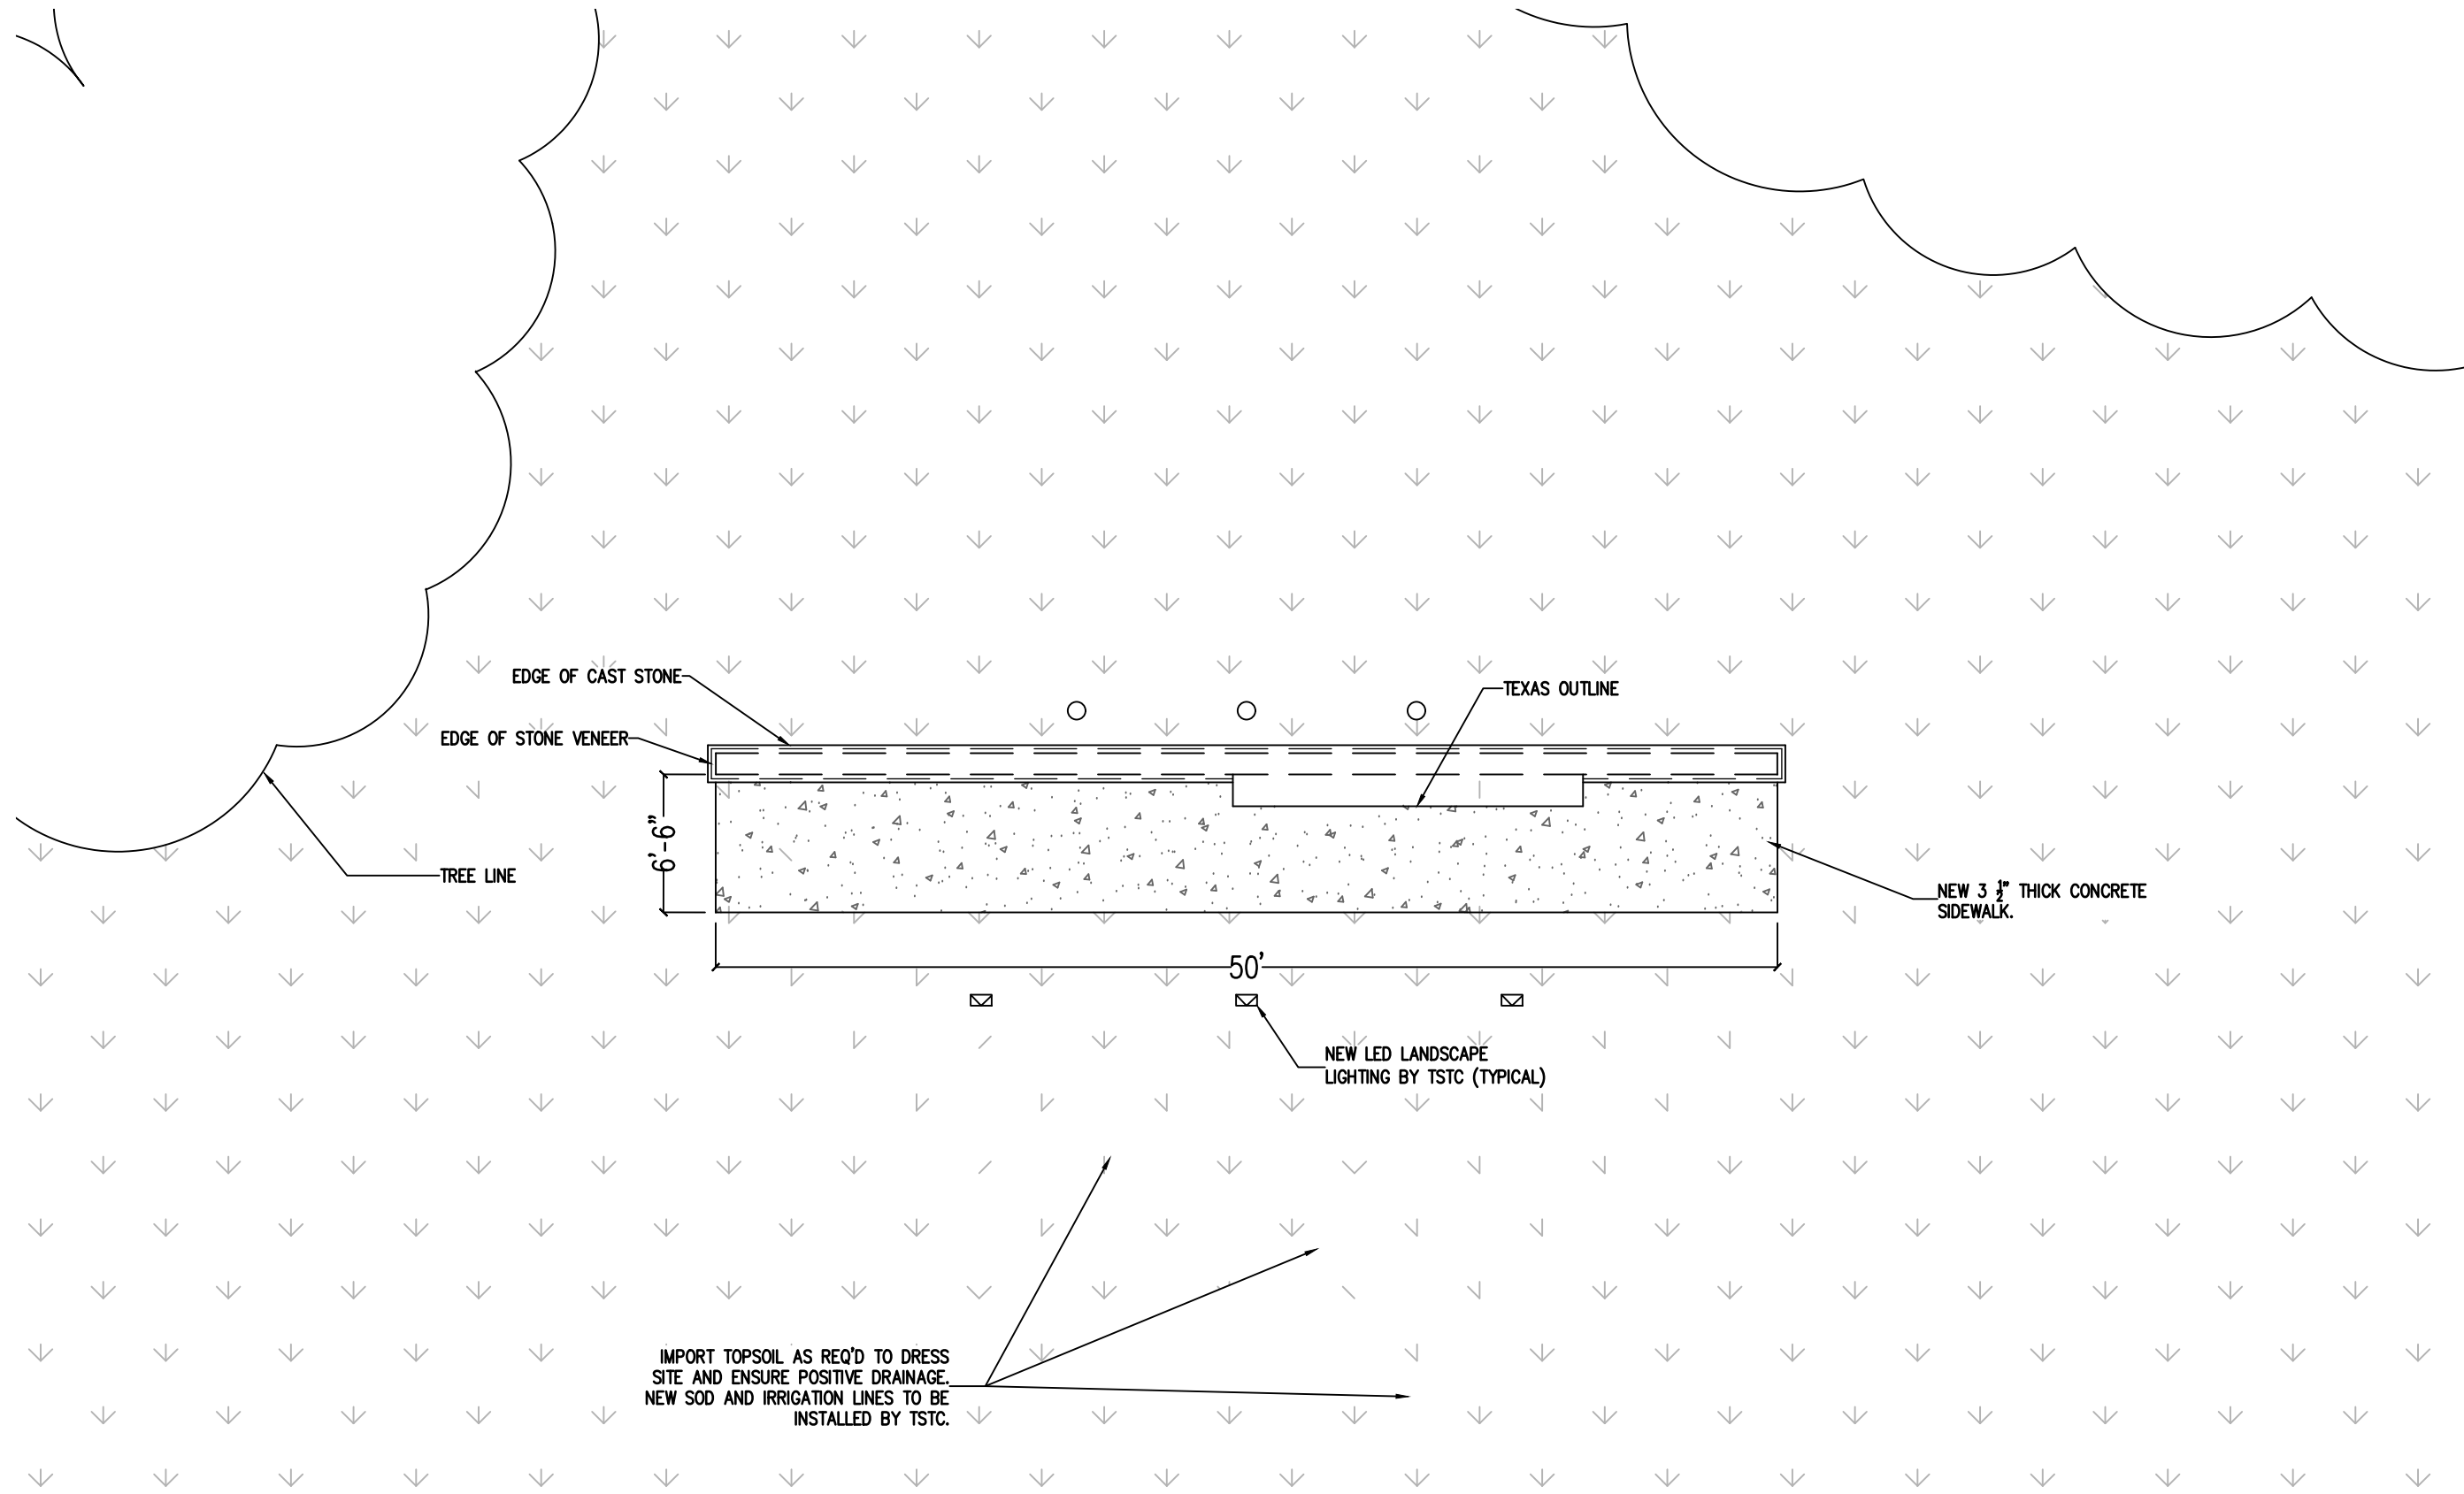 EDGE OF CAST STONE
TEXAS OUTLINE
EDGE OF STONE VENEER
6'-6"
TREE LINE
NEW 3 1/2" THICK CONCRETE
SIDEWALK.
50'
NEW LED LANDSCAPE
LIGHTING BY TSTC (TYPICAL)
IMPORT TOPSOIL AS REQ'D TO DRESS
SITE AND ENSURE POSITIVE DRAINAGE.
NEW SOD AND IRRIGATION LINES TO BE
INSTALLED BY TSTC.